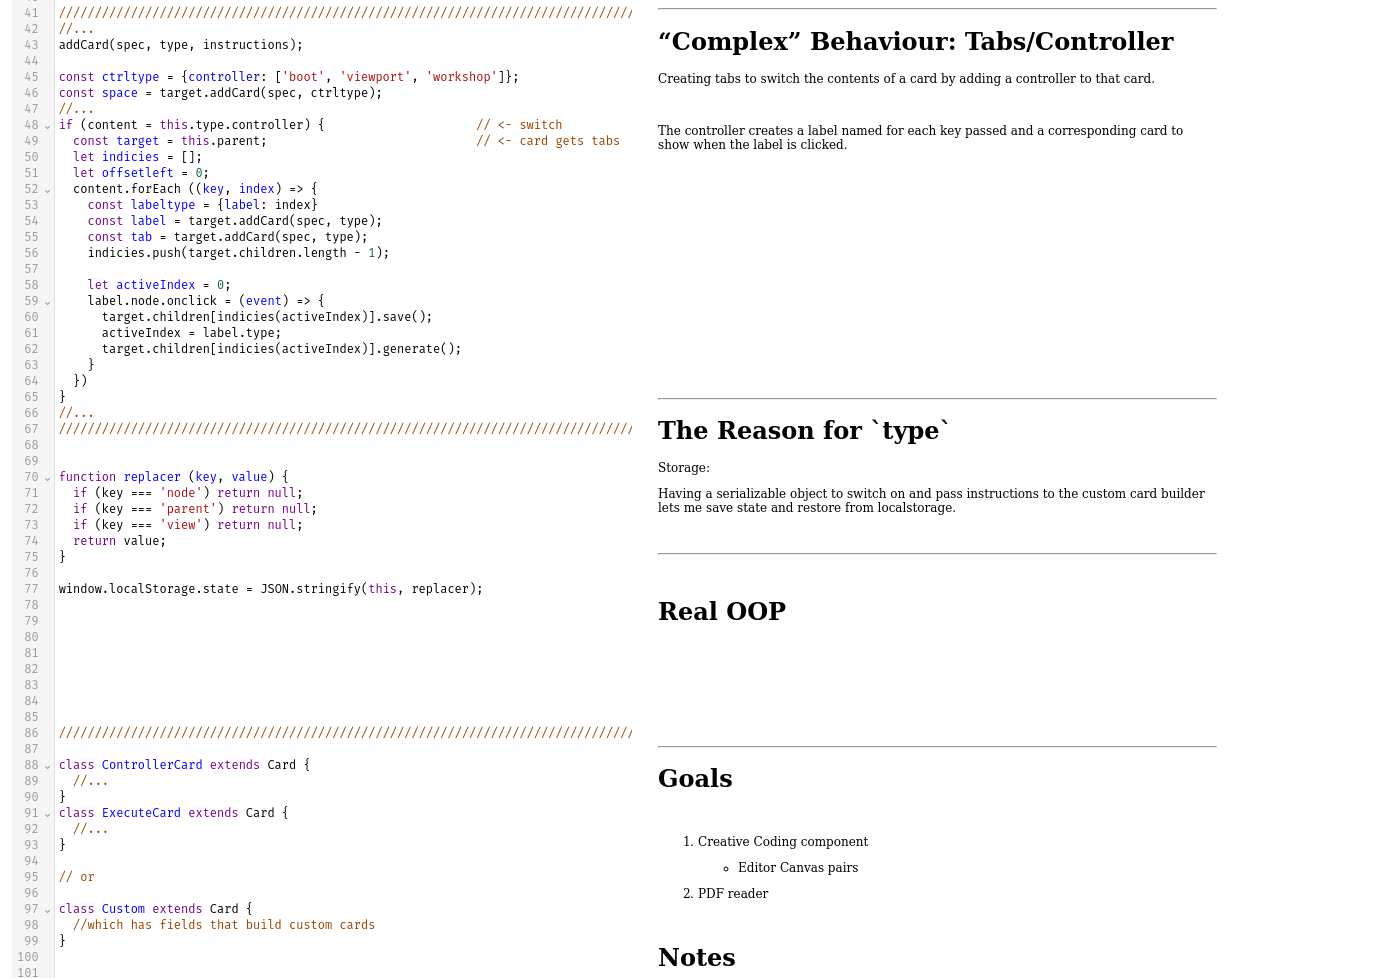 41 ////////////////////////////////////////////////////////////////////////////////
42 //...
43 addCard(spec, type, instructions);
44
45 const ctrltype = {controller: ['boot', 'viewport', 'workshop']};
46 const space = target.addCard(spec, ctrltype);
47 //...
48 if (content = this.type.controller) { // <- switch
49 const target = this.parent; // <- card gets tabs
50 let indicies = [];
51 let offsetleft = 0;
52 content.forEach ((key, index) => {
53 const labeltype = {label: index}
54 const label = target.addCard(spec, type);
55 const tab = target.addCard(spec, type);
56 indicies.push(target.children.length - 1);
57
58 let activeIndex = 0;
59 label.node.onclick = (event) => {
60 target.children[indicies(activeIndex)].save();
61 activeIndex = label.type;
62 target.children[indicies(activeIndex)].generate();
63 }
64 })
65 }
66 //...
67 ////////////////////////////////////////////////////////////////////////////////
68
69
70 function replacer (key, value) {
71 if (key === 'node') return null;
72 if (key === 'parent') return null;
73 if (key === 'view') return null;
74 return value;
75 }
76
77 window.localStorage.state = JSON.stringify(this, replacer);
78
79
80
81
82
83
84
85
86 ////////////////////////////////////////////////////////////////////////////////
87
88 class ControllerCard extends Card {
89 //...
90 }
91 class ExecuteCard extends Card {
92 //...
93 }
94
95 // or
96
97 class Custom extends Card {
98 //which has fields that build custom cards
99 }
100
101
“Complex” Behaviour: Tabs/Controller
Creating tabs to switch the contents of a card by adding a controller to that card.
The controller creates a label named for each key passed and a corresponding card to
show when the label is clicked.
The Reason for `type`
Storage:
Having a serializable object to switch on and pass instructions to the custom card builder
lets me save state and restore from localstorage.
Real OOP
Goals
1. Creative Coding component
◦ Editor Canvas pairs
2. PDF reader
Notes